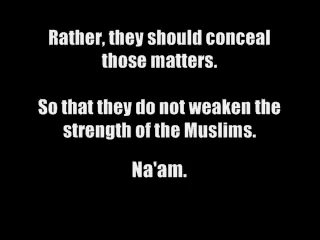 Rather, they should conceal
those matters.
So that they do not weaken the
strength of the Muslims.
Na'am.